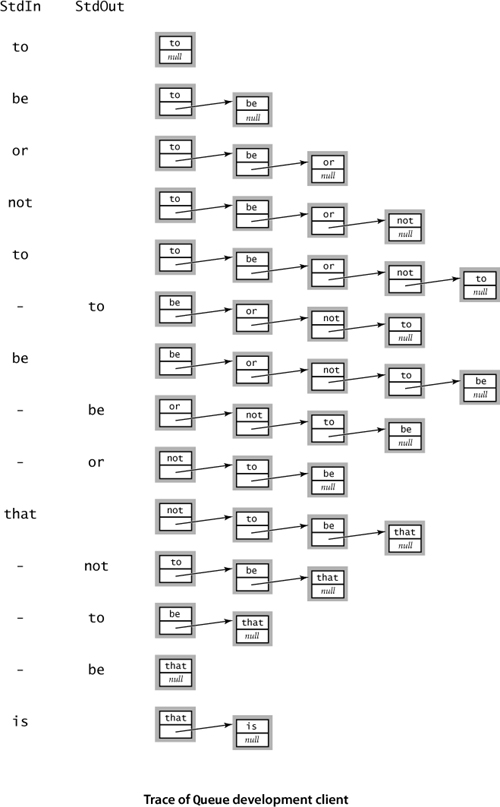 StdIn StdOut
to to
null
be to be
null
or to be or
null
not to be or not
null
to to be or not to
null
- to be or not to
null
be be or not to be
null
- be or not to be
null
- or not to be
null
that not to be that
null
- not to be that
null
- to be that
null
- be that
null
is that is
null
Trace of Queue development client